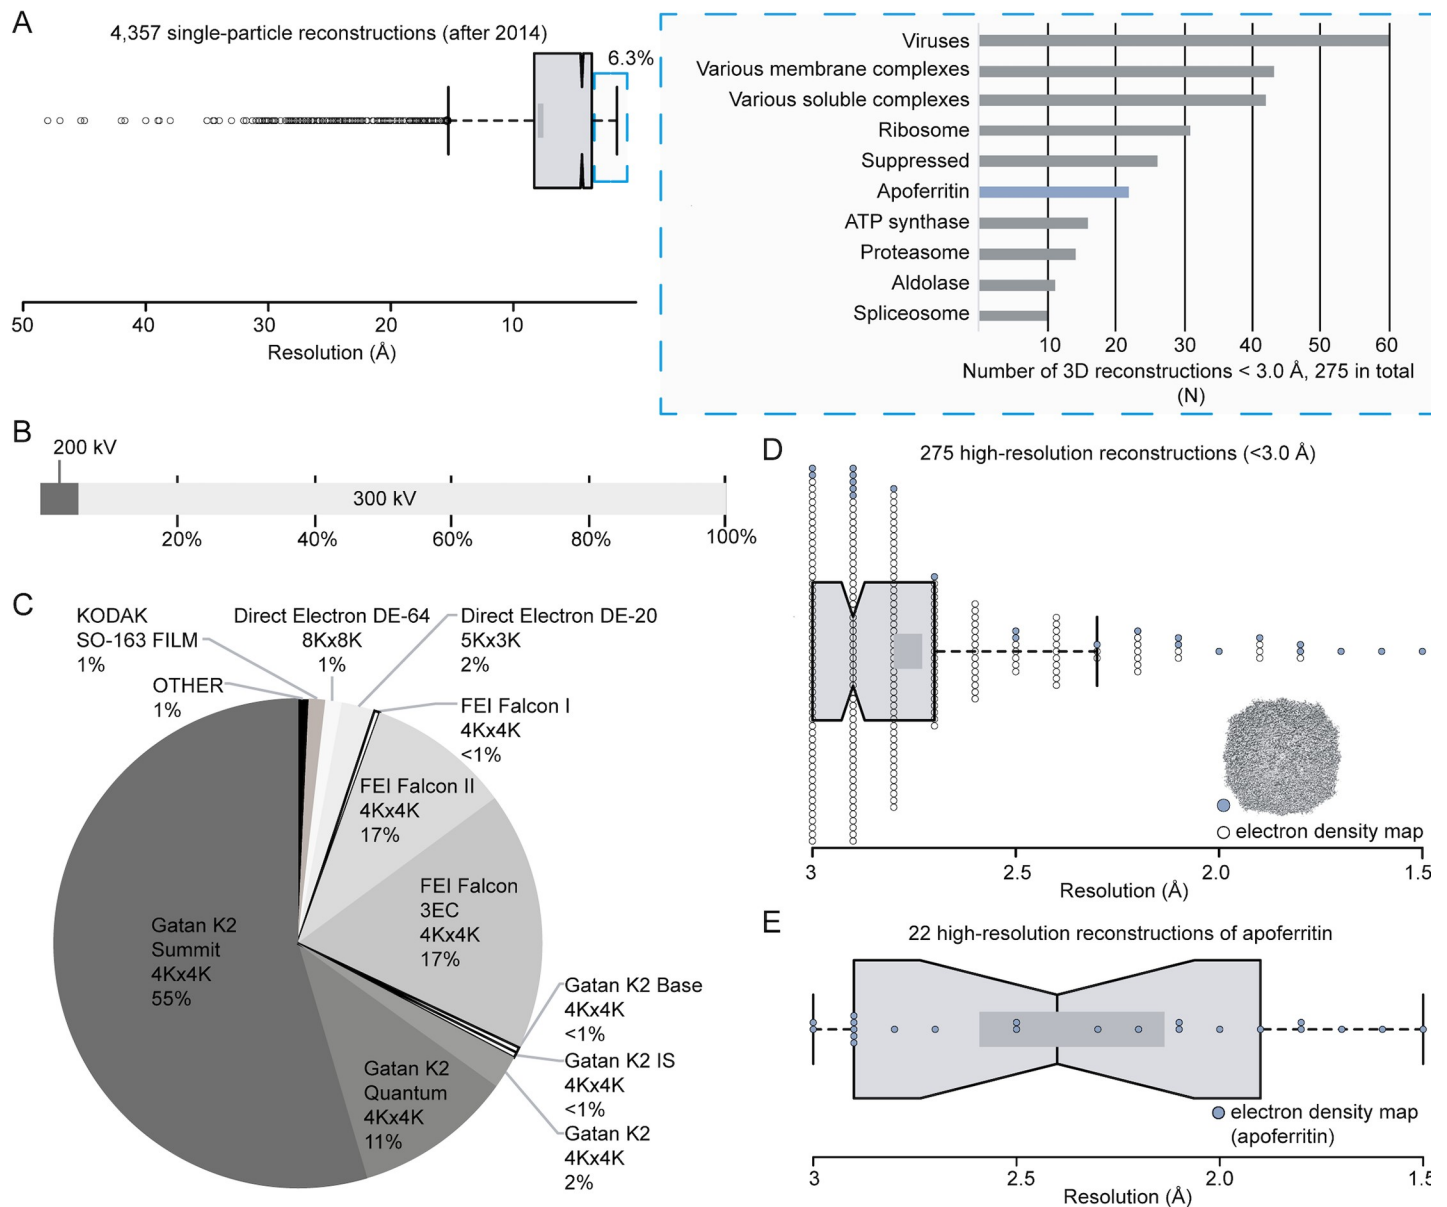 A
4,357 single-particle reconstructions (after 2014)
6.3%
50
40
30
20
10
Resolution (Å)
Viruses
Various membrane complexes
Various soluble complexes
Ribosome
Suppressed
Apoferritin
ATP synthase
Proteasome
Aldolase
Spliceosome
10
20
30
40
50
60
Number of 3D reconstructions < 3.0 Å, 275 in total
(N)
B
200 kV
300 kV
20%
40%
60%
80%
100%
C
KODAK
SO-163 FILM
1%
OTHER
1%
Direct Electron DE-64
8Kx8K
1%
Direct Electron DE-20
5Kx3K
2%
FEI Falcon I
4Kx4K
<1%
FEI Falcon II
4Kx4K
17%
FEI Falcon
3EC
4Kx4K
17%
Gatan K2 Base
4Kx4K
<1%
Gatan K2 IS
4Kx4K
<1%
Gatan K2
4Kx4K
2%
Gatan K2
Quantum
4Kx4K
11%
Gatan K2
Summit
4Kx4K
55%
D
275 high-resolution reconstructions (<3.0 Å)
electron density map
3
2.5
2.0
1.5
Resolution (Å)
E
22 high-resolution reconstructions of apoferritin
electron density map
(apoferritin)
3
2.5
2.0
1.5
Resolution (Å)